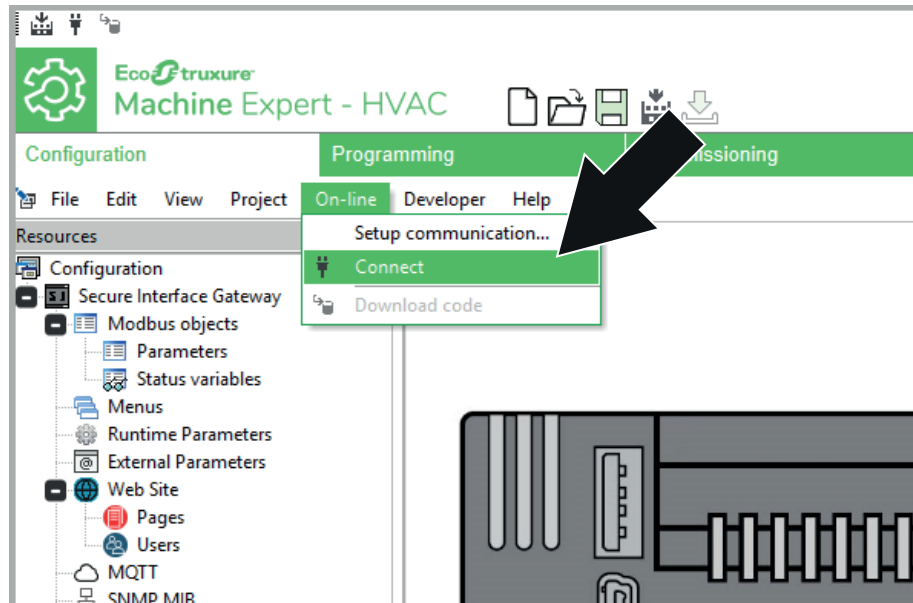 EcoStruxure
Machine Expert - HVAC
Configuration Programming
File Edit View Project On-line Developer Help
Resources
Setup communication...
Configuration
Connect
Secure Interface Gateway
Download code
Modbus objects
Parameters
Status variables
Menus
Runtime Parameters
External Parameters
Web Site
Pages
Users
MQTT
SNMP MIB